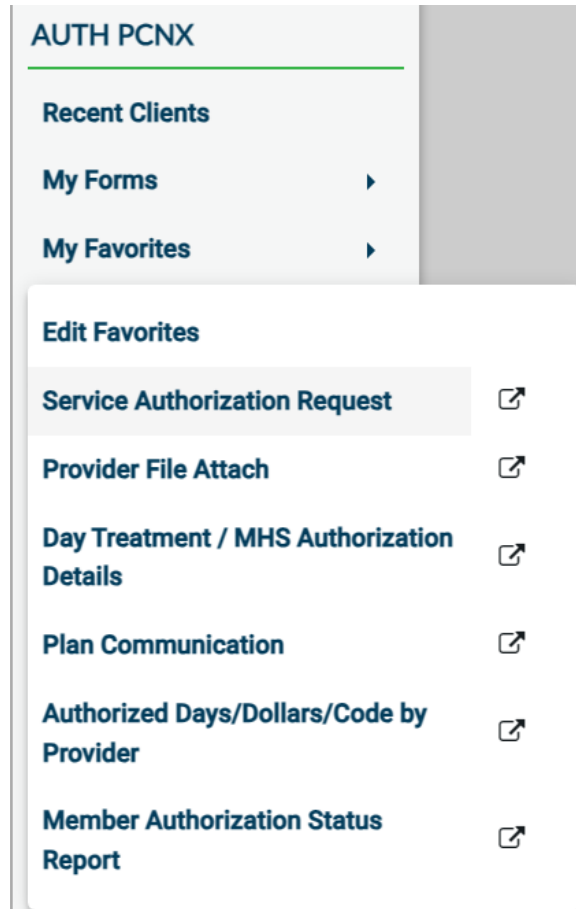 AUTH PCNX
Recent Clients
My Forms
My Favorites
Edit Favorites
Service Authorization Request
Provider File Attach
Day Treatment / MHS Authorization
Details
Plan Communication
Authorized Days/Dollars/Code by
Provider
Member Authorization Status
Report